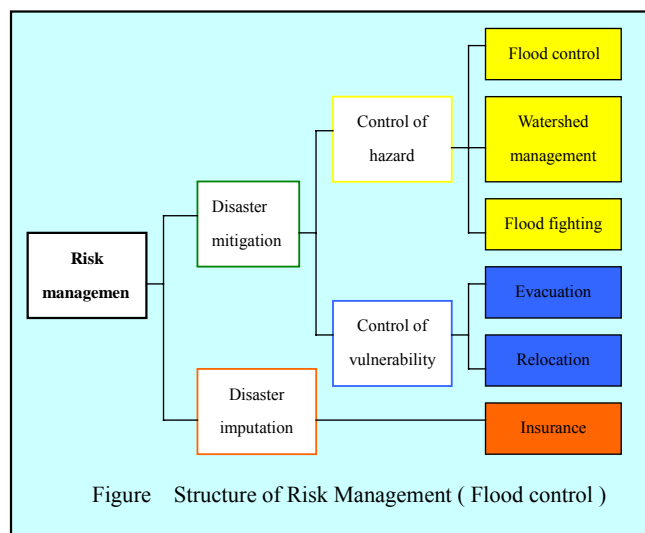 Risk
managemen
Disaster
mitigation
Disaster
imputation
Control of
hazard
Control of
vulnerability
Flood control
Watershed
management
Flood fighting
Evacuation
Relocation
Insurance
Figure Structure of Risk Management ( Flood control )